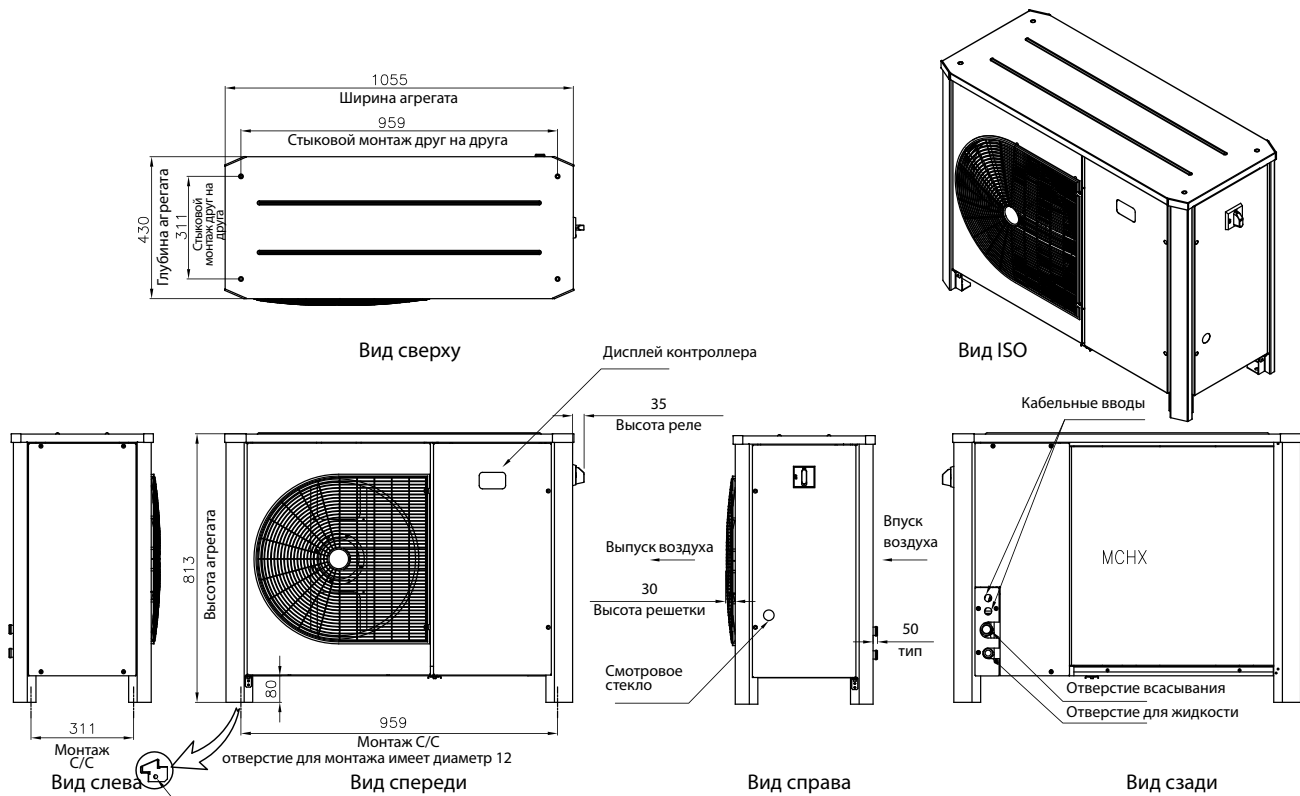 1055
Ширина агрегата
959
Стыковой монтаж друг на друга
430
Глубина агрегата
311
Стыковой
монтаж друг на
друга
Вид сверху
Вид ISO
Дисплей контроллера
35
Высота реле
Кабельные вводы
813
Высота агрегата
80
311
Монтаж
C/C
Вид слева
959
Монтаж C/C
отверстие для монтажа имеет диаметр 12
Вид спереди
Выпуск воздуха
Впуск
воздуха
30
Высота решетки
50
тип
Смотровое
стекло
Вид справа
MCHX
Отверстие всасывания
Отверстие для жидкости
Вид сзади